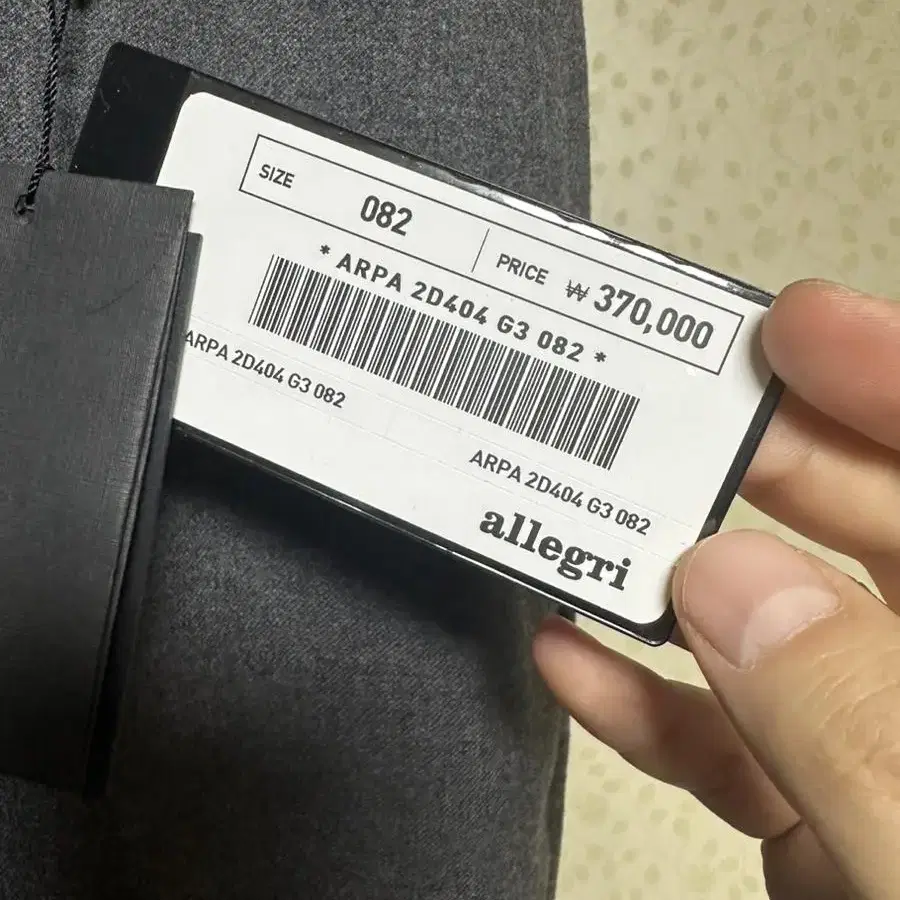 SIZE 082 PRICE ₩ 370,000
* ARPA 2D404 G3 082 *
ARPA 2D404 G3 082
ARPA 2D404 G3 082
allegri